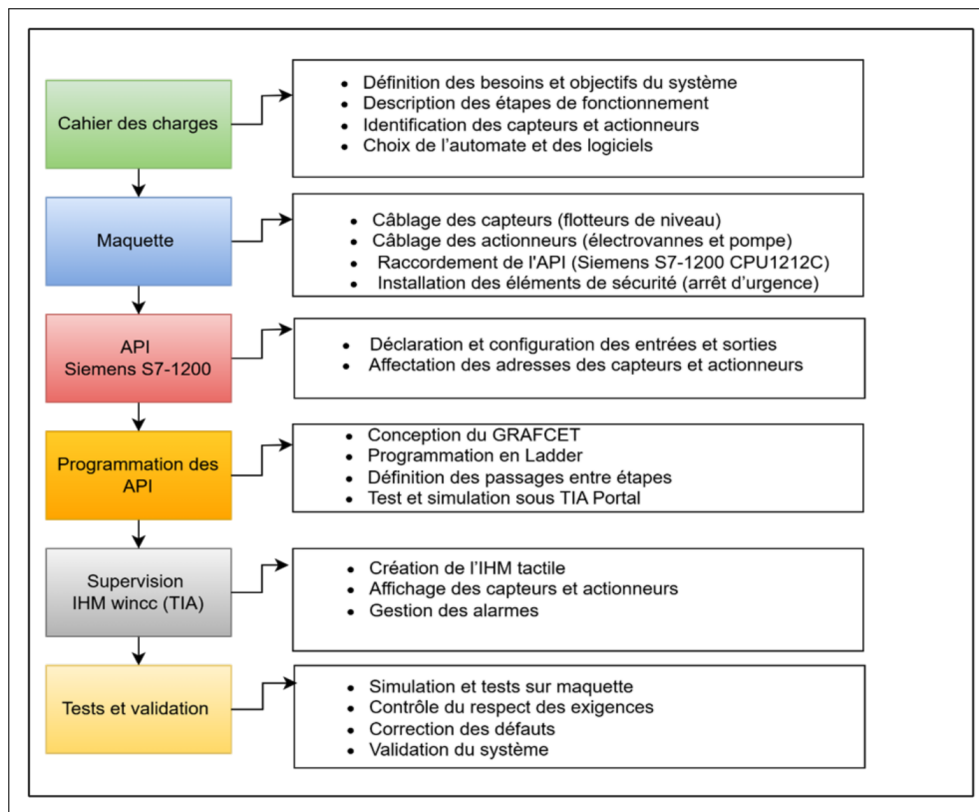 Cahier des charges
• Définition des besoins et objectifs du système
• Description des étapes de fonctionnement
• Identification des capteurs et actionneurs
• Choix de l'automate et des logiciels
Maquette
• Câblage des capteurs (flotteurs de niveau)
• Câblage des actionneurs (électrovannes et pompe)
• Raccordement de l'API (Siemens S7-1200 CPU1212C)
• Installation des éléments de sécurité (arrêt d'urgence)
API
Siemens S7-1200
• Déclaration et configuration des entrées et sorties
• Affectation des adresses des capteurs et actionneurs
Programmation des
API
• Conception du GRAFCET
• Programmation en Ladder
• Définition des passages entre étapes
• Test et simulation sous TIA Portal
Supervision
IHM wincc (TIA)
• Création de l'IHM tactile
• Affichage des capteurs et actionneurs
• Gestion des alarmes
Tests et validation
• Simulation et tests sur maquette
• Contrôle du respect des exigences
• Correction des défauts
• Validation du système